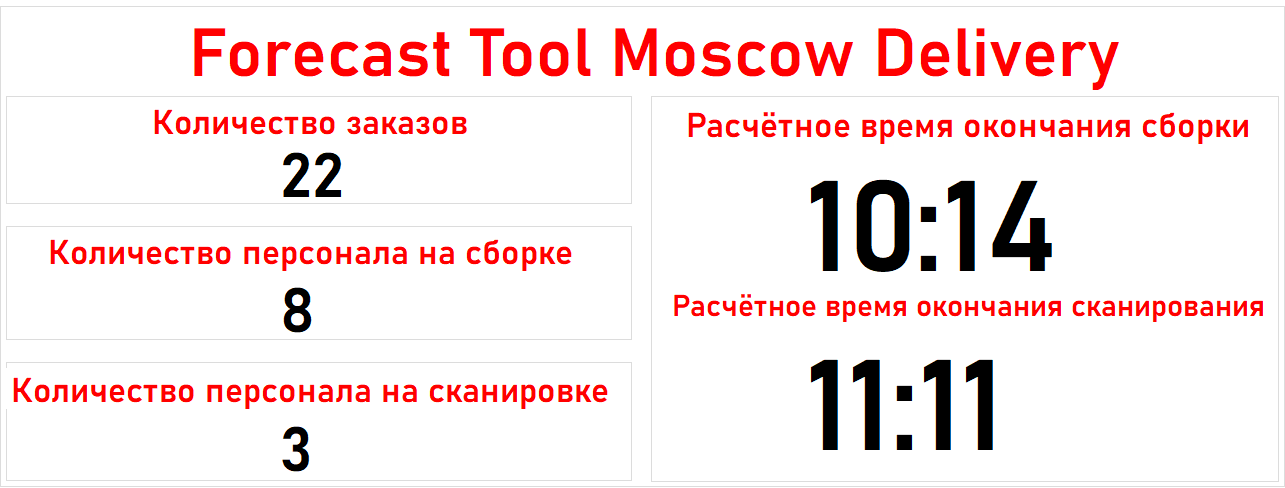 Forecast Tool Moscow Delivery
Количество заказов
22
Количество персонала на сборке
8
Количество персонала на сканировке
3
Расчётное время окончания сборки
10:14
Расчётное время окончания сканирования
11:11